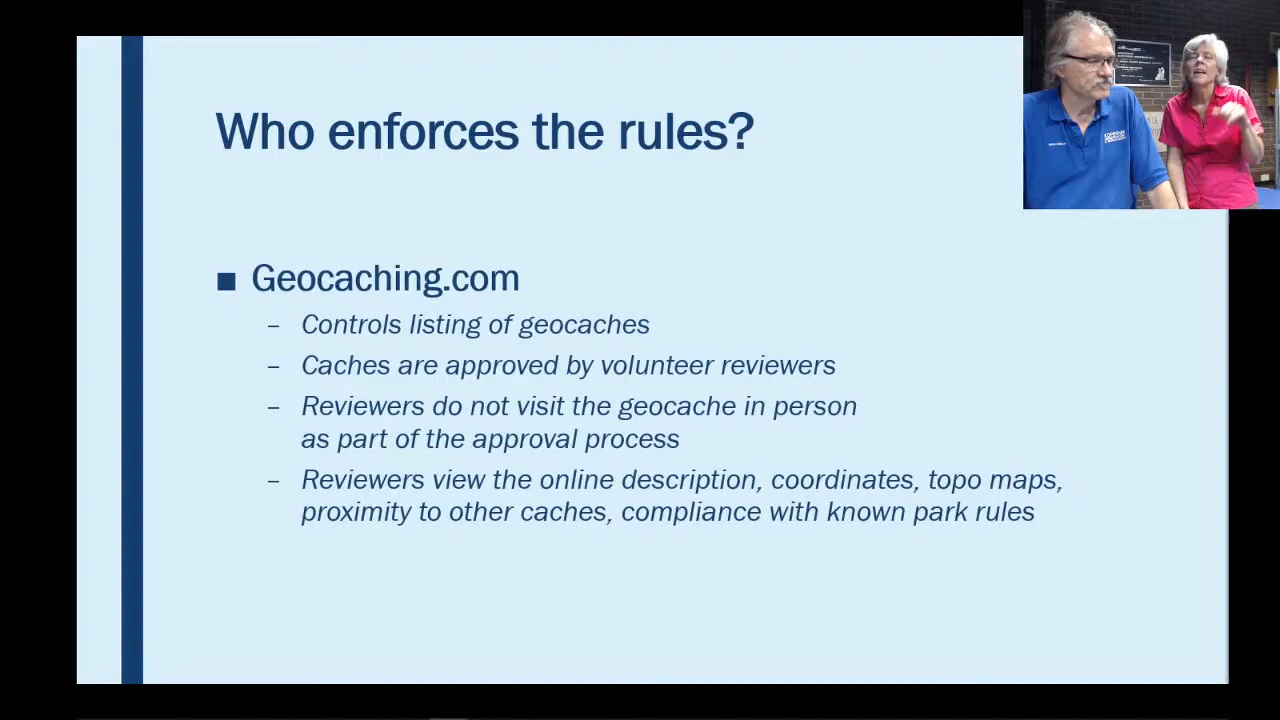 Who enforces the rules?
■ Geocaching.com
– Controls listing of geocaches
– Caches are approved by volunteer reviewers
– Reviewers do not visit the geocache in person
as part of the approval process
– Reviewers view the online description, coordinates, topo maps,
proximity to other caches, compliance with known park rules